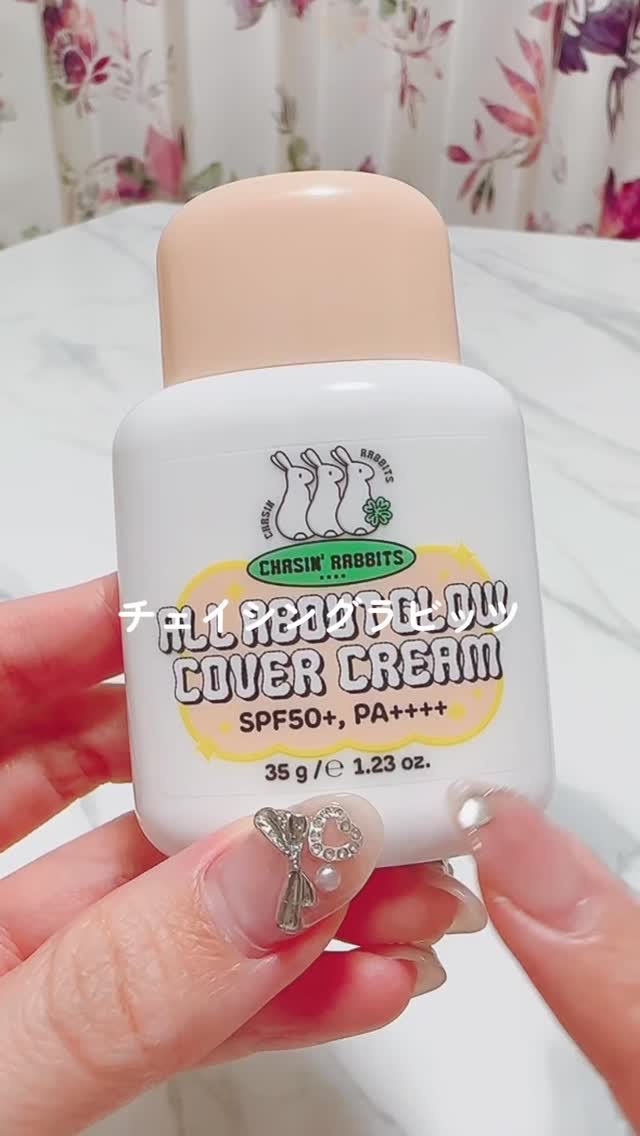 CHASIN RABBITS
CHASIN' RABBITS
ALL ABOUT GLOW
チェイシングラビッツ
COVER CREAM
SPF50+, PA++++
35 g / ℮ 1.23 oz.